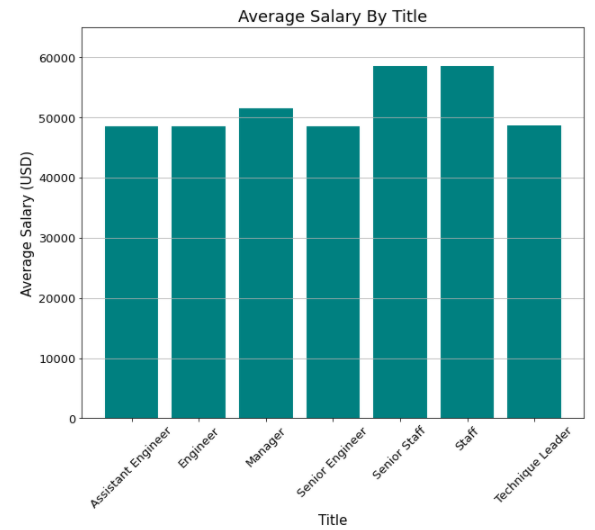 Average Salary By Title
Average Salary (USD)
60000
50000
40000
30000
20000
10000
0
Assistant Engineer
Engineer
Manager
Senior Engineer
Senior Staff
Staff
Technique Leader
Title